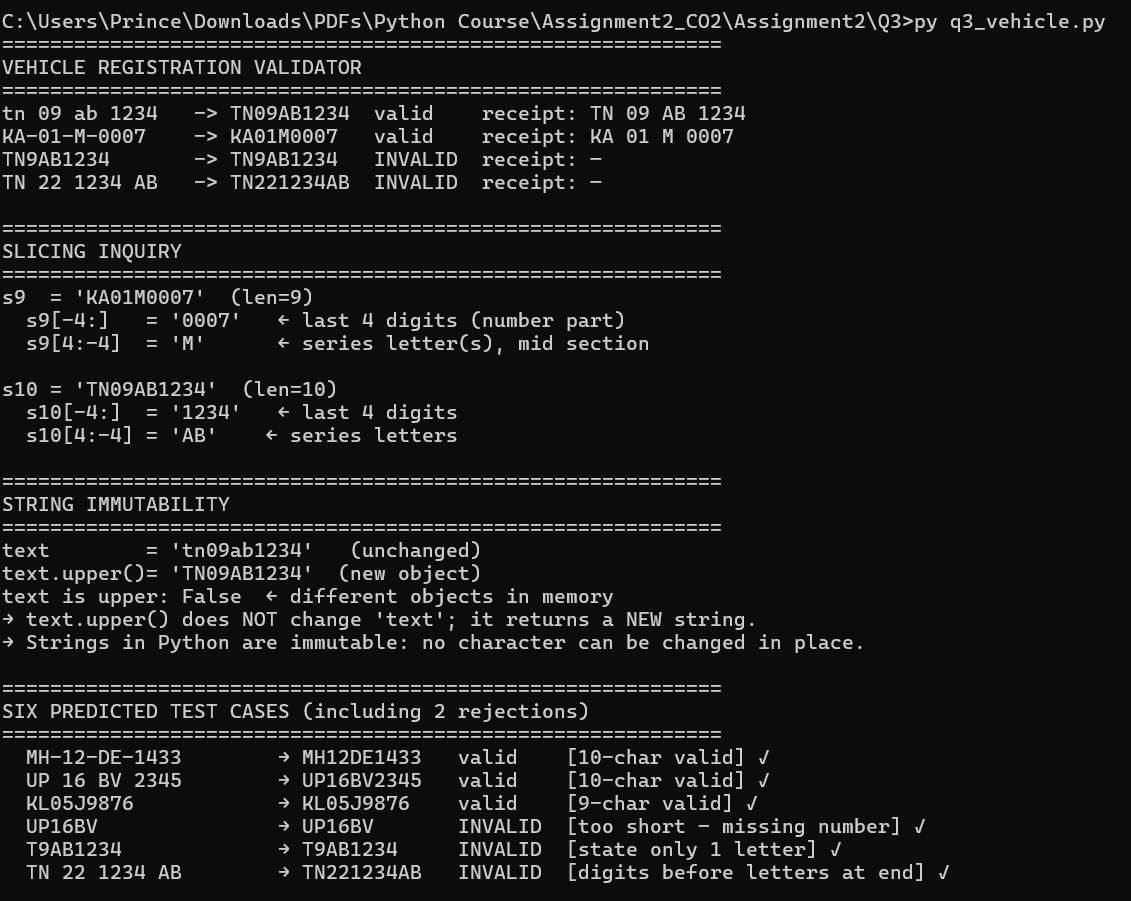 C:\Users\Prince\Downloads\PDFs\Python Course\Assignment2_CO2\Assignment2\Q3>py q3_vehicle.py
============================================================
VEHICLE REGISTRATION VALIDATOR
============================================================
tn 09 ab 1234   -> TN09AB1234  valid    receipt: TN 09 AB 1234
KA-01-M-0007    -> KA01M0007   valid    receipt: KA 01 M 0007
TN9AB1234       -> TN9AB1234   INVALID  receipt: —
TN 22 1234 AB   -> TN221234AB  INVALID  receipt: —

============================================================
SLICING INQUIRY
============================================================
s9  = 'KA01M0007'  (len=9)
  s9[-4:]   = '0007'   ← last 4 digits (number part)
  s9[4:-4]  = 'M'      ← series letter(s), mid section

s10 = 'TN09AB1234'  (len=10)
  s10[-4:]  = '1234'   ← last 4 digits
  s10[4:-4] = 'AB'    ← series letters

============================================================
STRING IMMUTABILITY
============================================================
text        = 'tn09ab1234'   (unchanged)
text.upper()= 'TN09AB1234'  (new object)
text is upper: False  ← different objects in memory
→ text.upper() does NOT change 'text'; it returns a NEW string.
→ Strings in Python are immutable: no character can be changed in place.

============================================================
SIX PREDICTED TEST CASES (including 2 rejections)
============================================================
  MH-12-DE-1433        → MH12DE1433   valid    [10-char valid] ✓
  UP 16 BV 2345        → UP16BV2345   valid    [10-char valid] ✓
  KL05J9876            → KL05J9876    valid    [9-char valid] ✓
  UP16BV               → UP16BV       INVALID  [too short — missing number] ✓
  T9AB1234             → T9AB1234     INVALID  [state only 1 letter] ✓
  TN 22 1234 AB        → TN221234AB   INVALID  [digits before letters at end] ✓